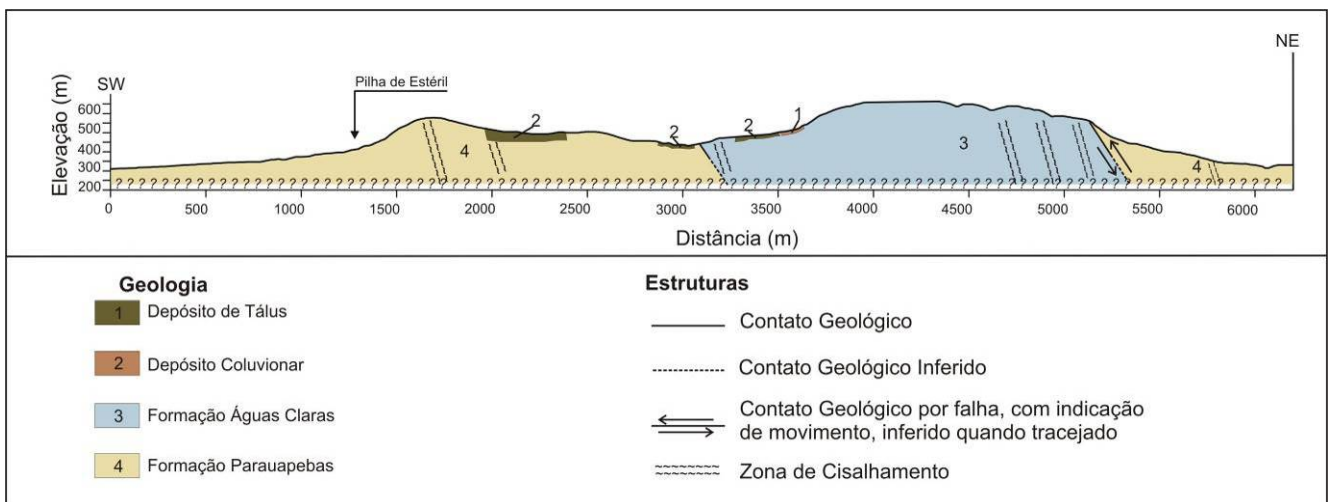 NE
SW
Pilha de Estéril
Elevação (m)
600
500
400
300
200
4
2
2
2
1
3
4
0 500 1000 1500 2000 2500 3000 3500 4000 4500 5000 5500 6000
Distância (m)
Geologia
1 Depósito de Tálus
2 Depósito Coluvionar
3 Formação Águas Claras
4 Formação Parauapebas
Estruturas
Contato Geológico
Contato Geológico Inferido
Contato Geológico por falha, com indicação
de movimento, inferido quando tracejado
Zona de Cisalhamento